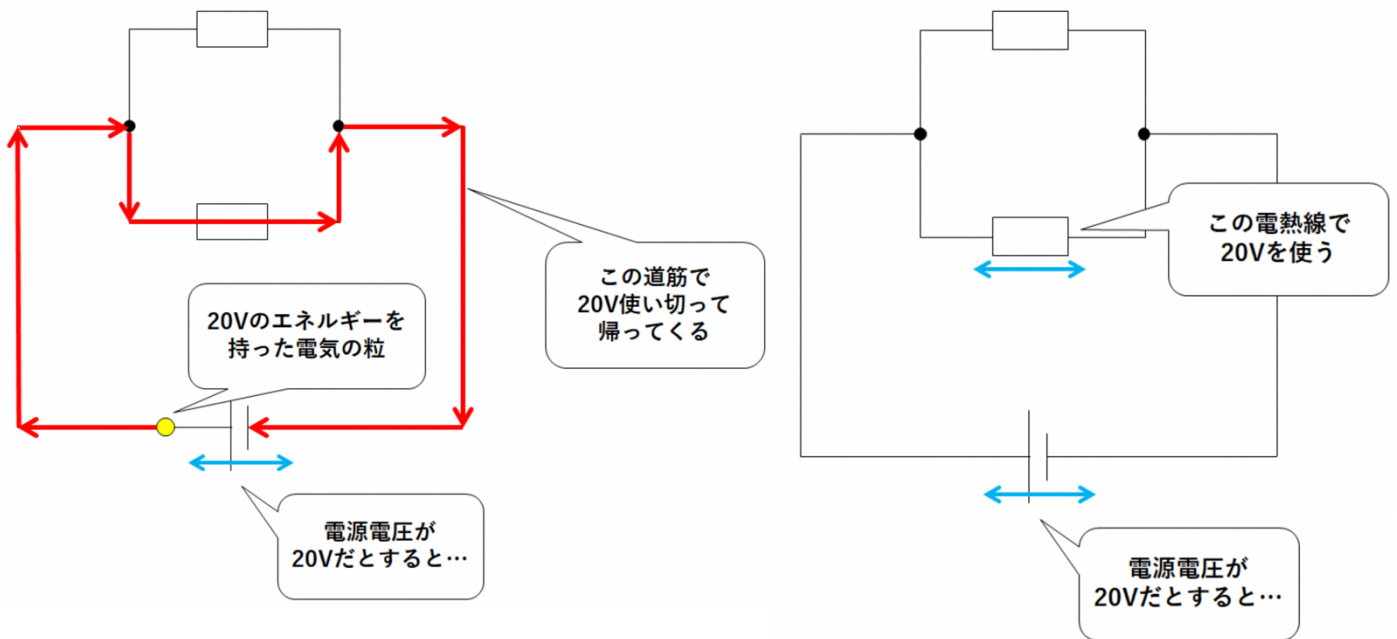 20Vのエネルギーを
持った電気の粒
この道筋で
20V使い切って
帰ってくる
電源電圧が
20Vだとすると…
この電熱線で
20Vを使う
電源電圧が
20Vだとすると…